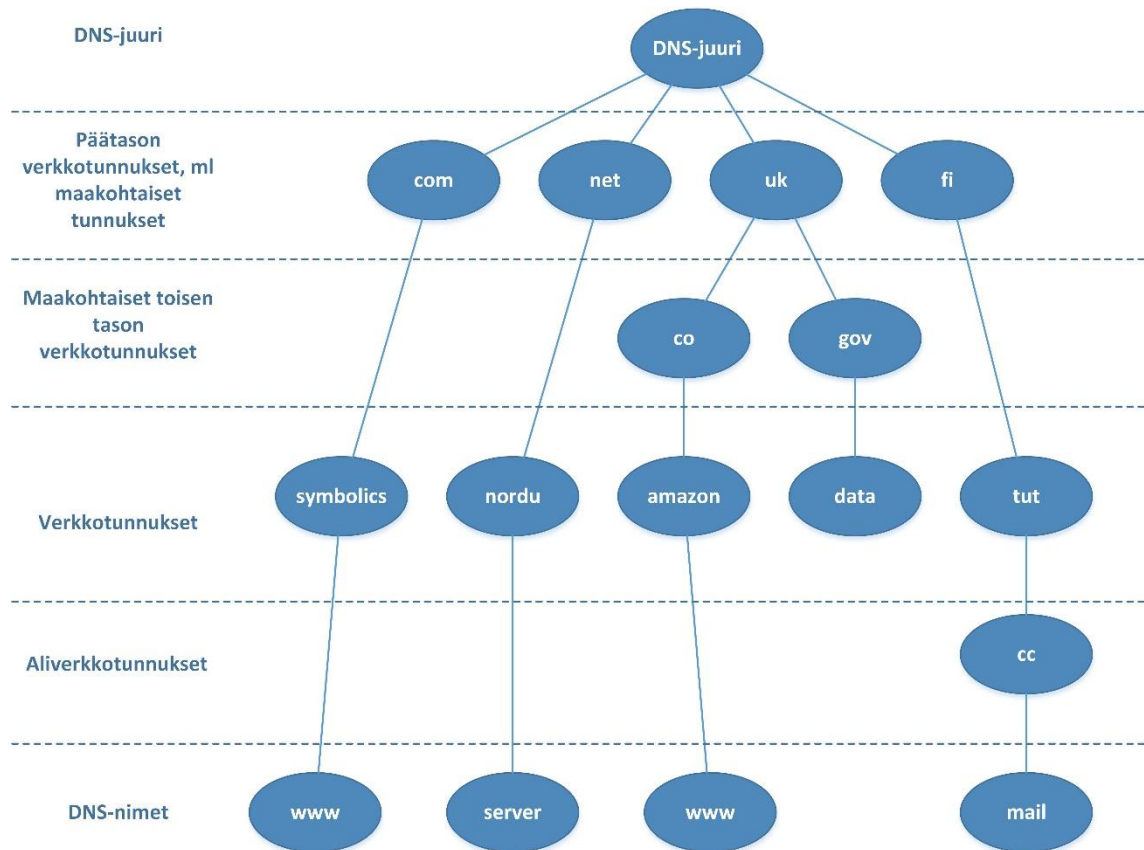 DNS-juuri
DNS-juuri
Päätason
verkkotunnukset, ml
maakohtaiset
tunnukset
com
net
uk
fi
Maakohtaiset toisen
tason
verkkotunnukset
co
gov
Verkkotunnukset
symbolics
nordu
amazon
data
tut
Aliverkkotunnukset
cc
DNS-nimet
www
server
www
mail